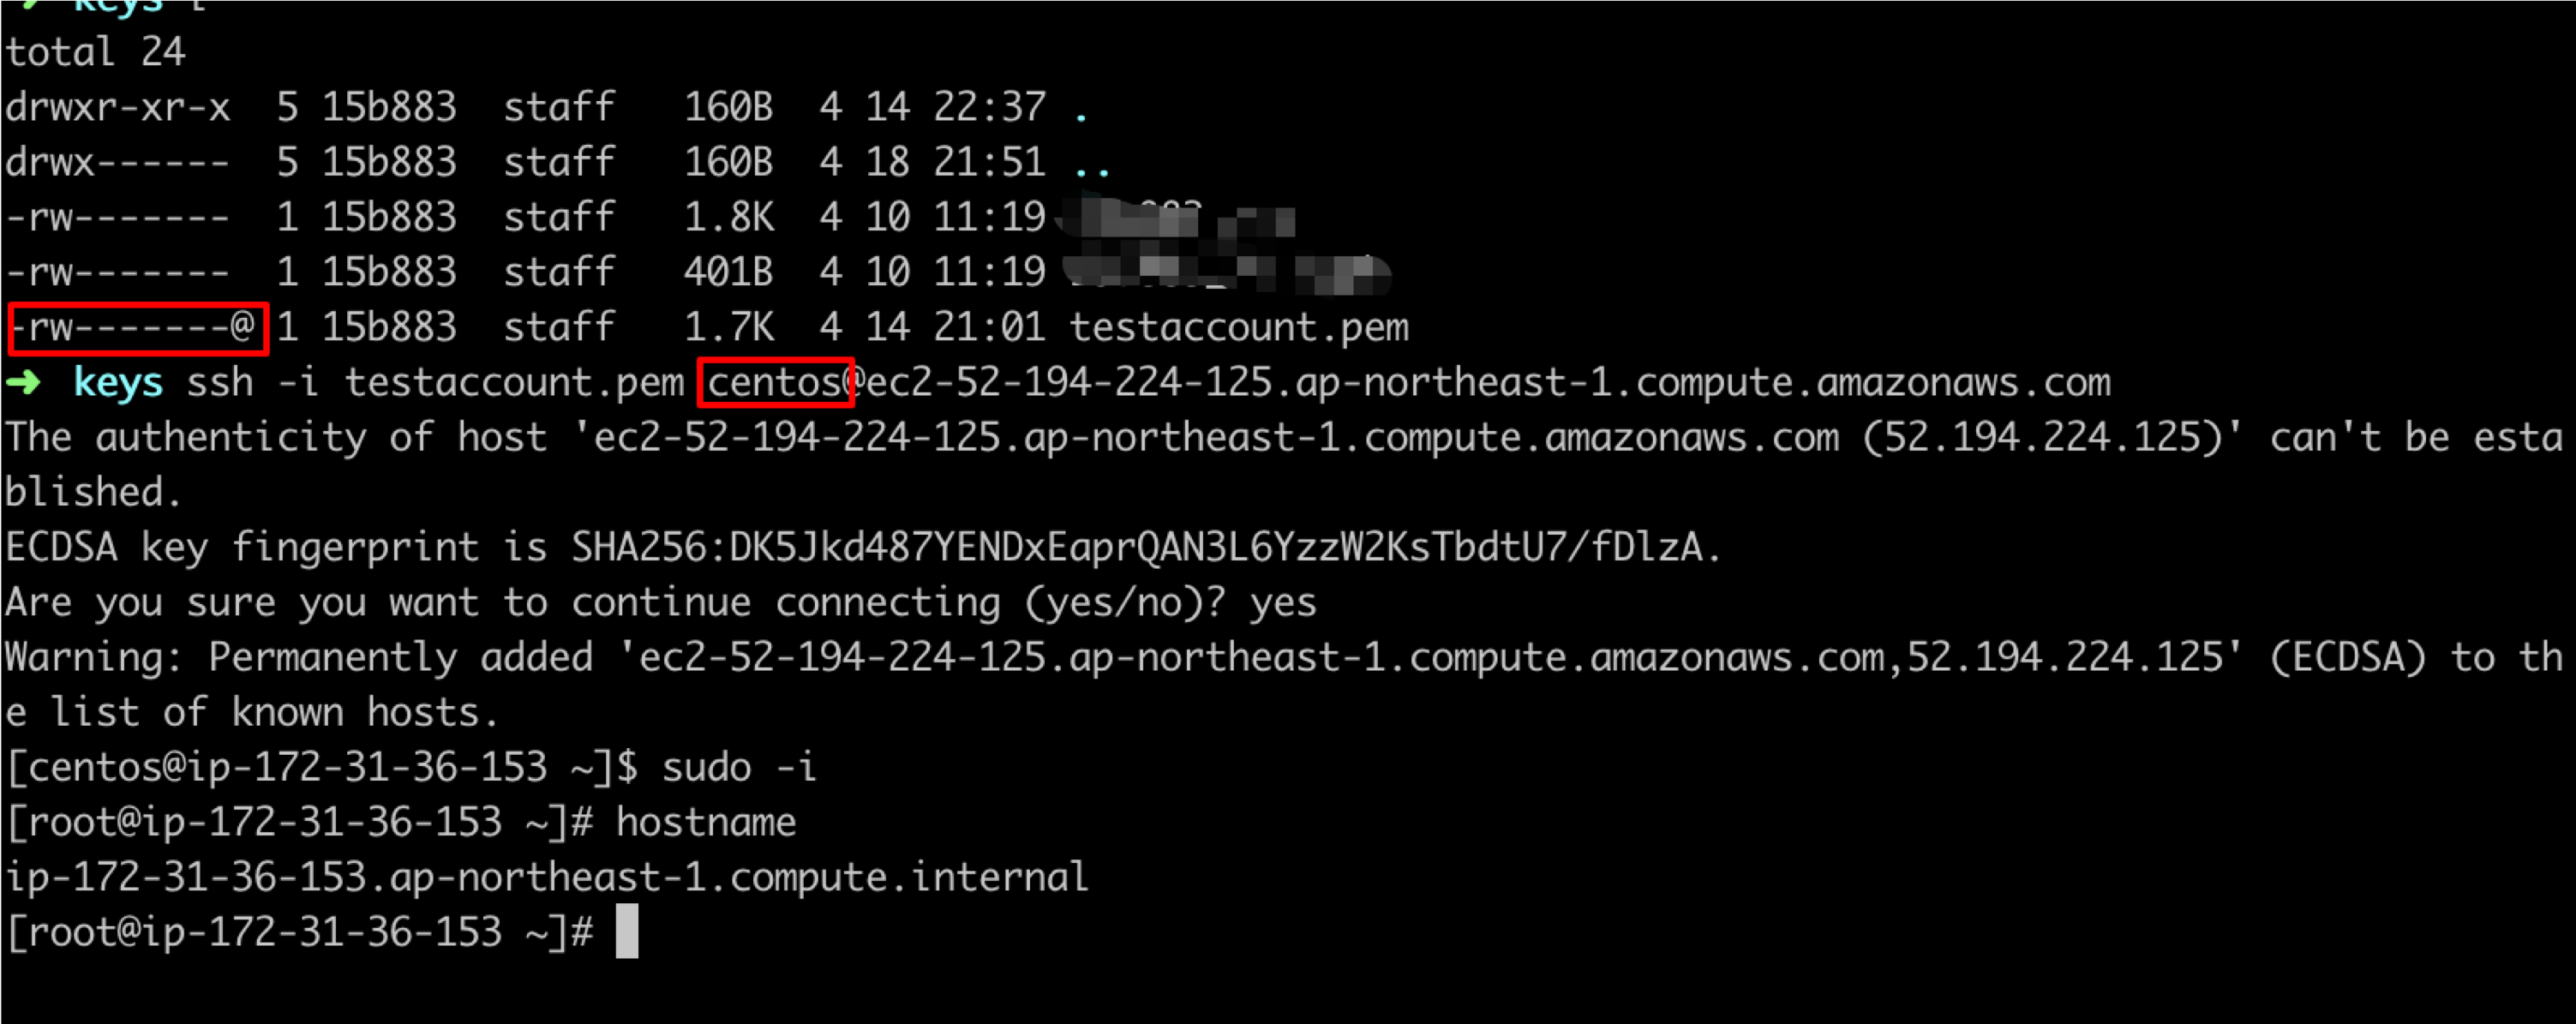 ➜ keys l
total 24
drwxr-xr-x  5 15b883  staff   160B  4 14 22:37 .
drwx------  5 15b883  staff   160B  4 18 21:51 ..
-rw-------  1 15b883  staff   1.8K  4 10 11:19
-rw-------  1 15b883  staff   401B  4 10 11:19
-rw-------@ 1 15b883  staff   1.7K  4 14 21:01 testaccount.pem
➜  keys ssh -i testaccount.pem centos@ec2-52-194-224-125.ap-northeast-1.compute.amazonaws.com
The authenticity of host 'ec2-52-194-224-125.ap-northeast-1.compute.amazonaws.com (52.194.224.125)' can't be esta
blished.
ECDSA key fingerprint is SHA256:DK5Jkd487YENDxEaprQAN3L6YzzW2KsTbdtU7/fDlzA.
Are you sure you want to continue connecting (yes/no)? yes
Warning: Permanently added 'ec2-52-194-224-125.ap-northeast-1.compute.amazonaws.com,52.194.224.125' (ECDSA) to th
e list of known hosts.
[centos@ip-172-31-36-153 ~]$ sudo -i
[root@ip-172-31-36-153 ~]# hostname
ip-172-31-36-153.ap-northeast-1.compute.internal
[root@ip-172-31-36-153 ~]#